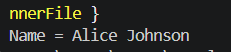 nnerFile }
Name = Alice Johnson